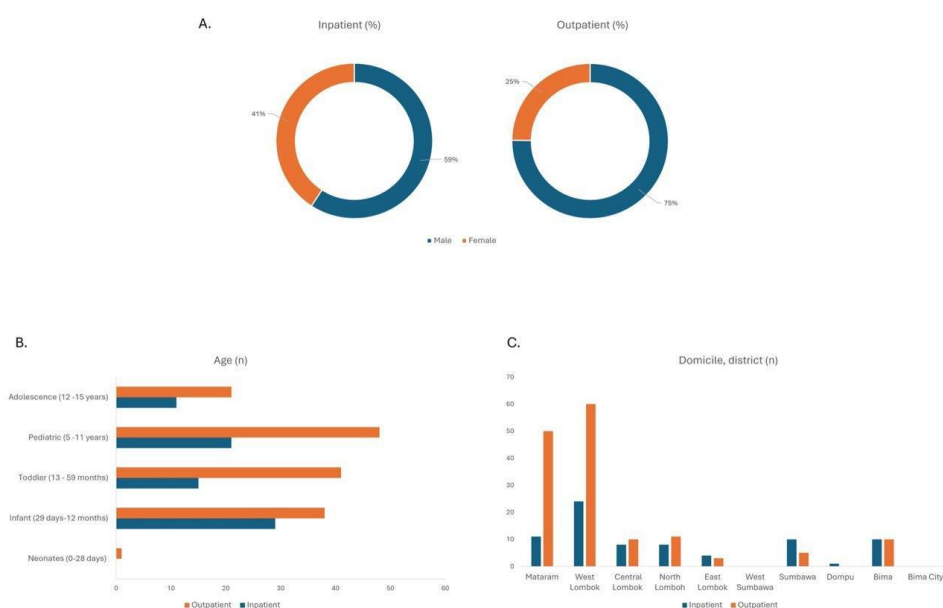 A.
Inpatient (%)
Outpatient (%)
41%
59%
25%
75%
Male Female
B.
Age (n)
Adolescence (12 -15 years)
Pediatric (5 -11 years)
Toddler (13 - 59 months)
Infant (29 days-12 months)
Neonates (0-28 days)
0 10 20 30 40 50 60
Outpatient Inpatient
C.
Domicile, district (n)
70
60
50
40
30
20
10
0
Mataram West Lombok Central Lombok North Lomboh East Lombok West Sumbawa Sumbawa Dompu Bima Bima City
Inpatient Outpatient